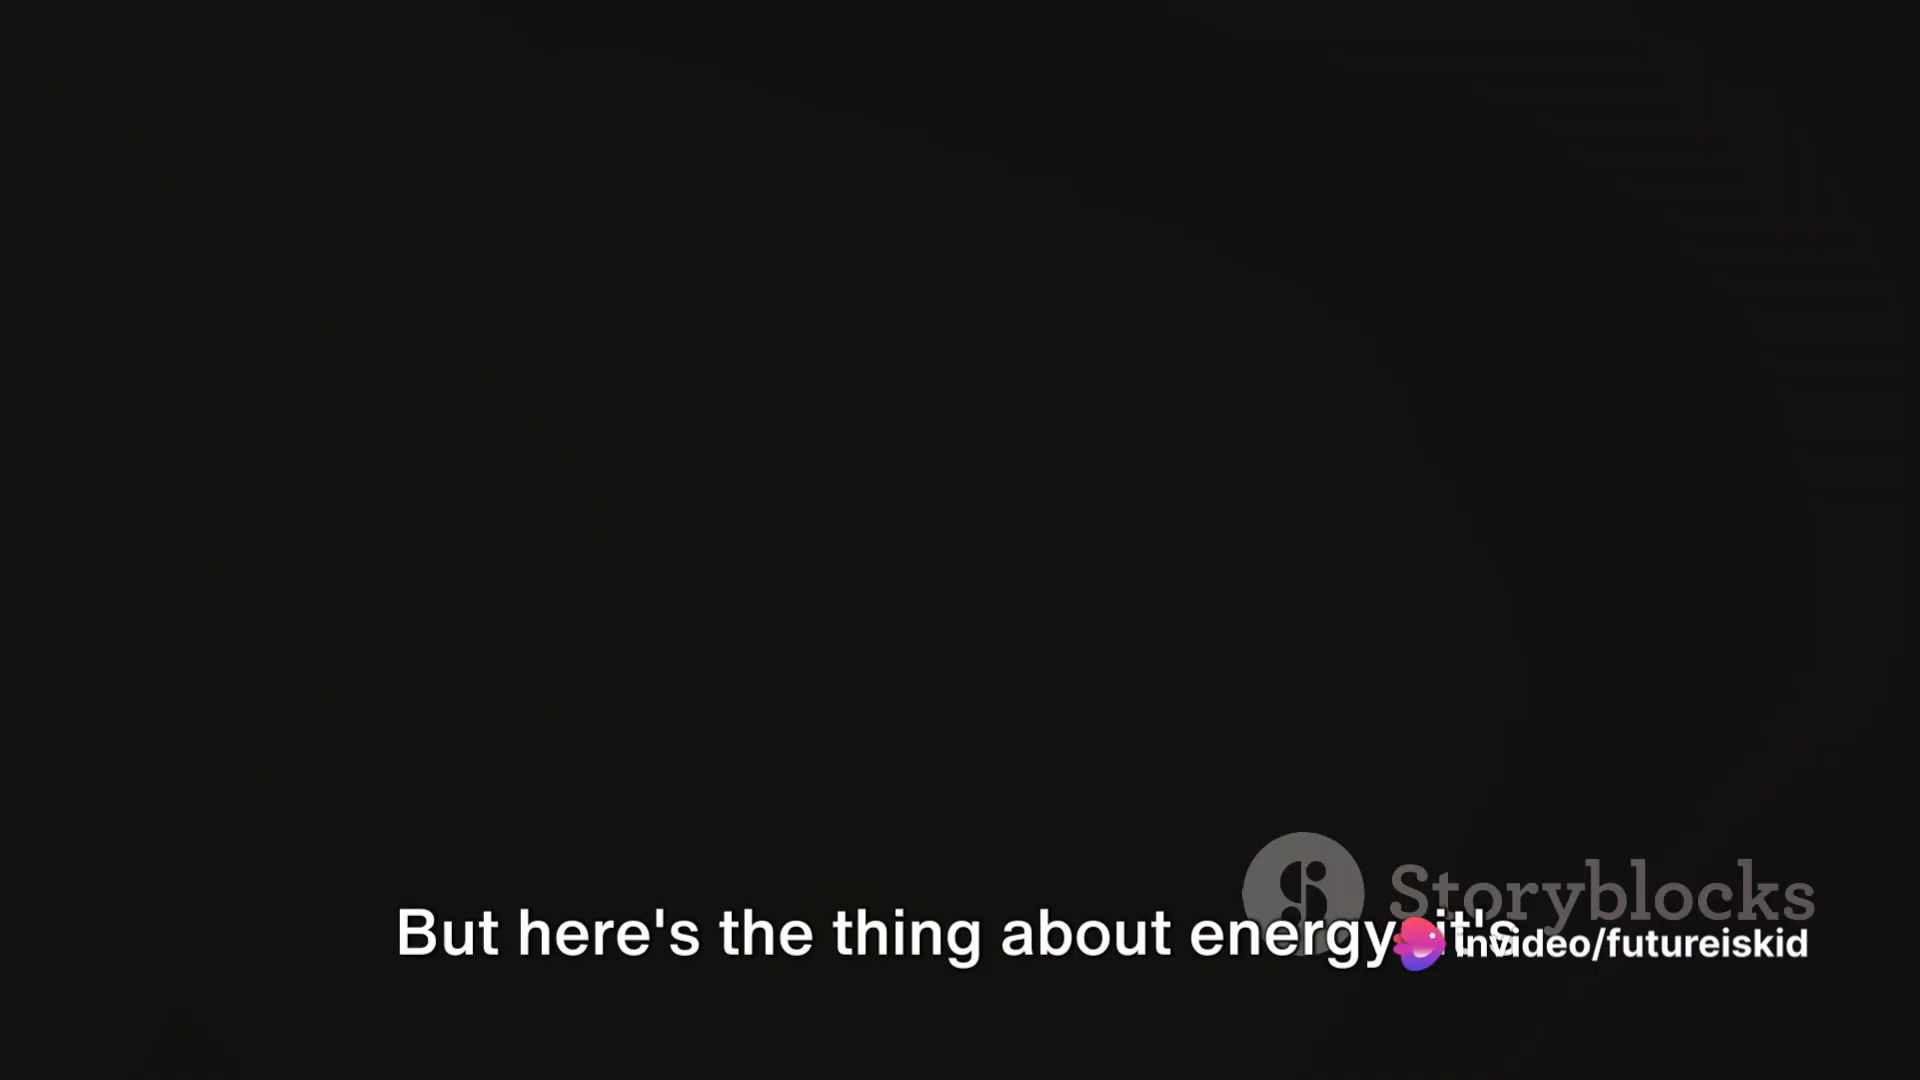 Storyblocks
But here's the thing about energy it's
invideo/futureiskid